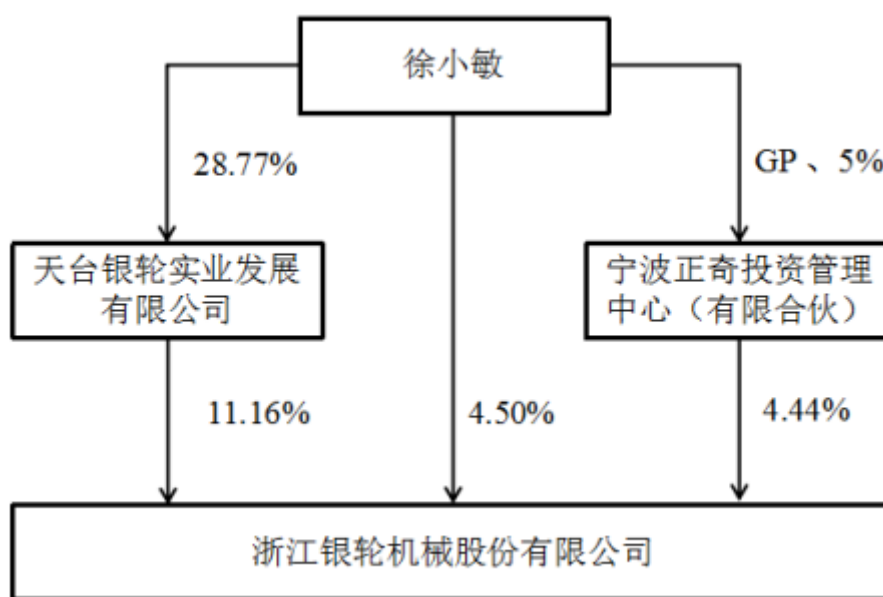 徐小敏
28.77%
GP 、5%
天台银轮实业发展
有限公司
宁波正奇投资管理
中心（有限合伙）
11.16%
4.50%
4.44%
浙江银轮机械股份有限公司